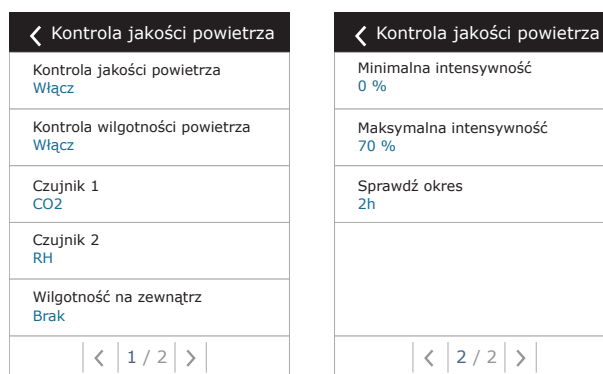 Kontrola jakości powietrza
Kontrola jakości powietrza
Włącz
Kontrola wilgotności powietrza
Włącz
Czujnik 1
CO2
Czujnik 2
RH
Wilgotność na zewnątrz
Brak
1 / 2
Kontrola jakości powietrza
Minimalna intensywność
0 %
Maksymalna intensywność
70 %
Sprawdź okres
2h
2 / 2